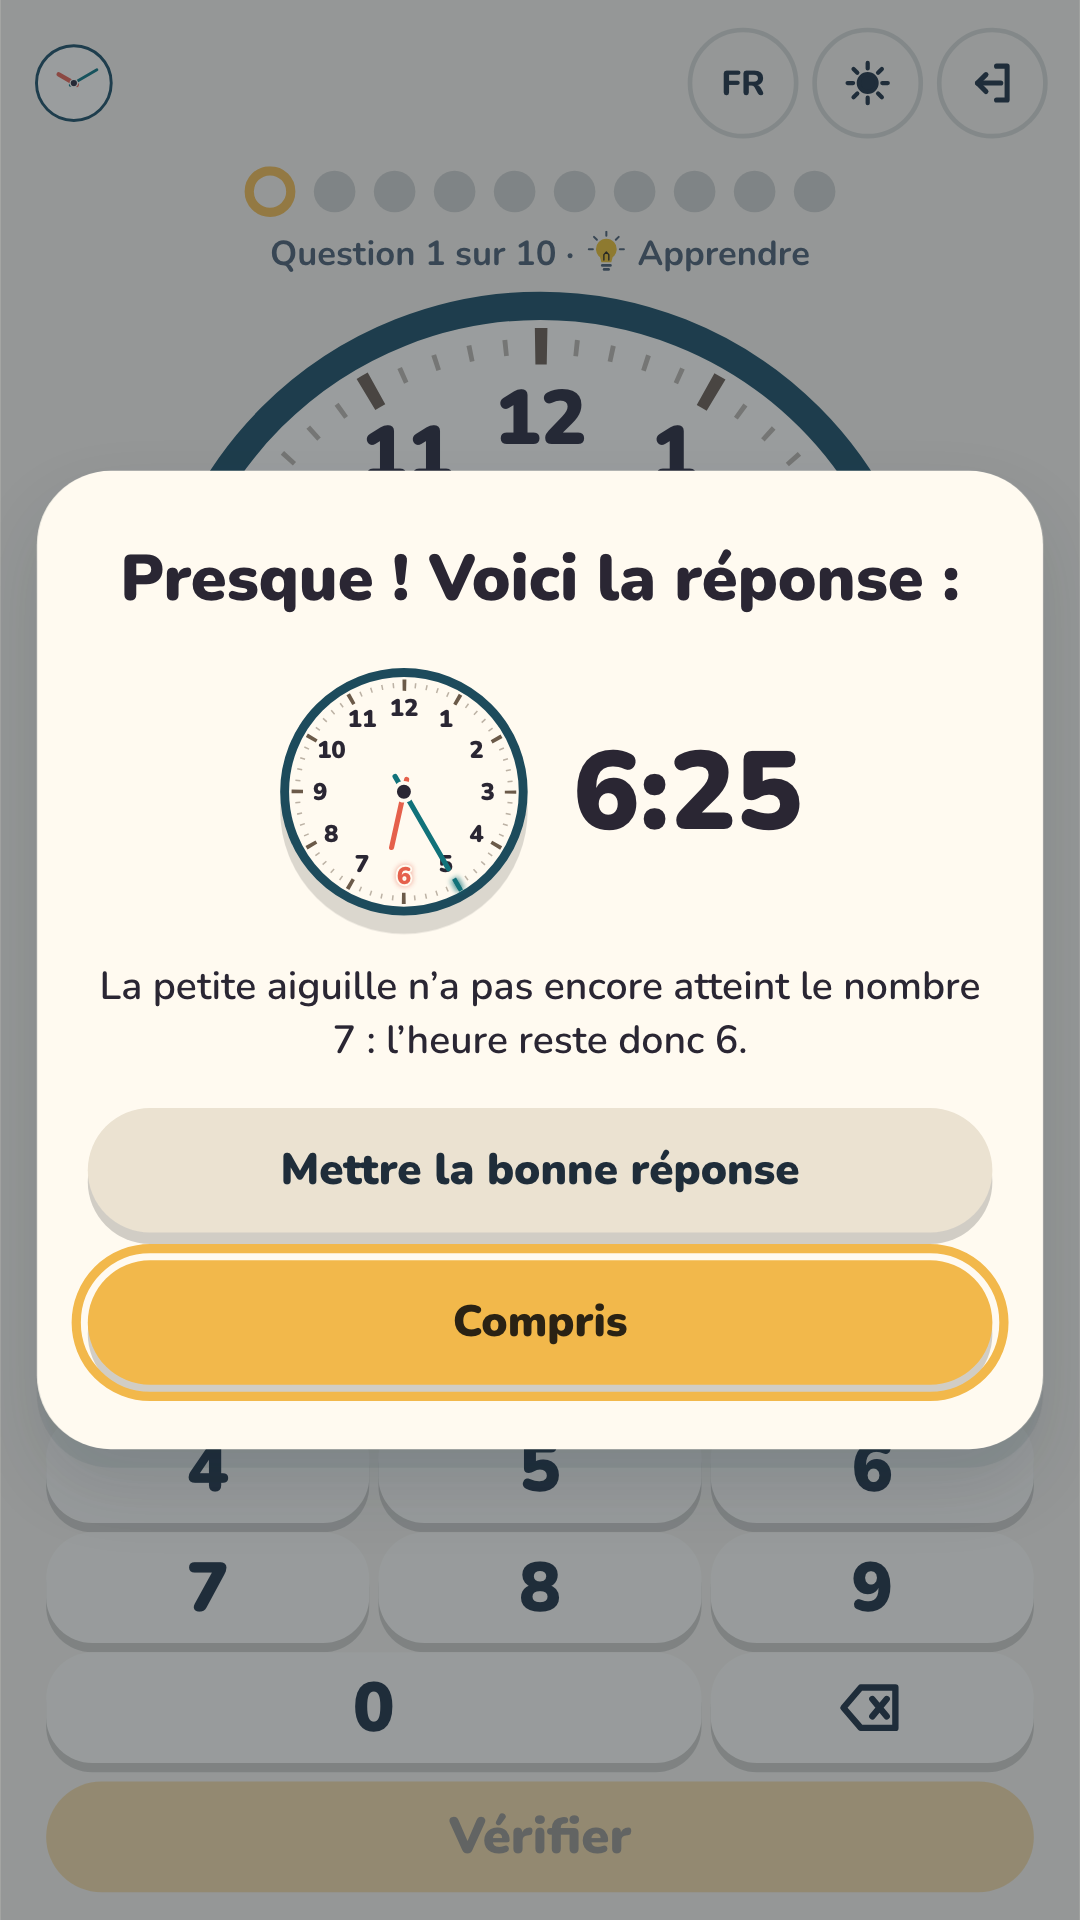 FR
Question 1 sur 10 · Apprendre
12
11 1
Presque ! Voici la réponse :
12
11 1
10 2
9 3
8 4
7 5
6
6:25
La petite aiguille n’a pas encore atteint le nombre
7 : l’heure reste donc 6.
Mettre la bonne réponse
Compris
4 5 6
7 8 9
0
Vérifier